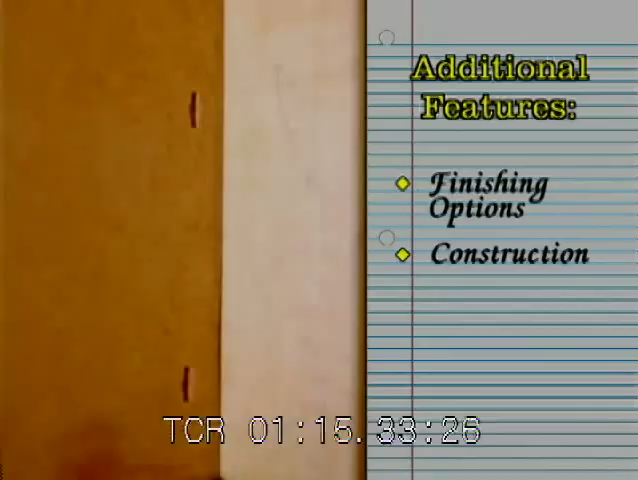 Additional
Features:
Finishing
Options
Construction
TCR 01:15.33:26